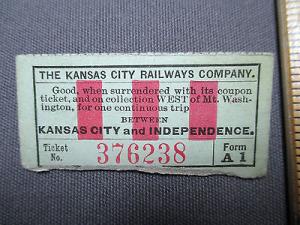 THE KANSAS CITY RAILWAYS COMPANY.
Good, when surrendered with its coupon
ticket, and on collection WEST of Mt. Wash-
ington, for one continuous trip
BETWEEN
KANSAS CITY and INDEPENDENCE.
Ticket No. 376238 Form A 1